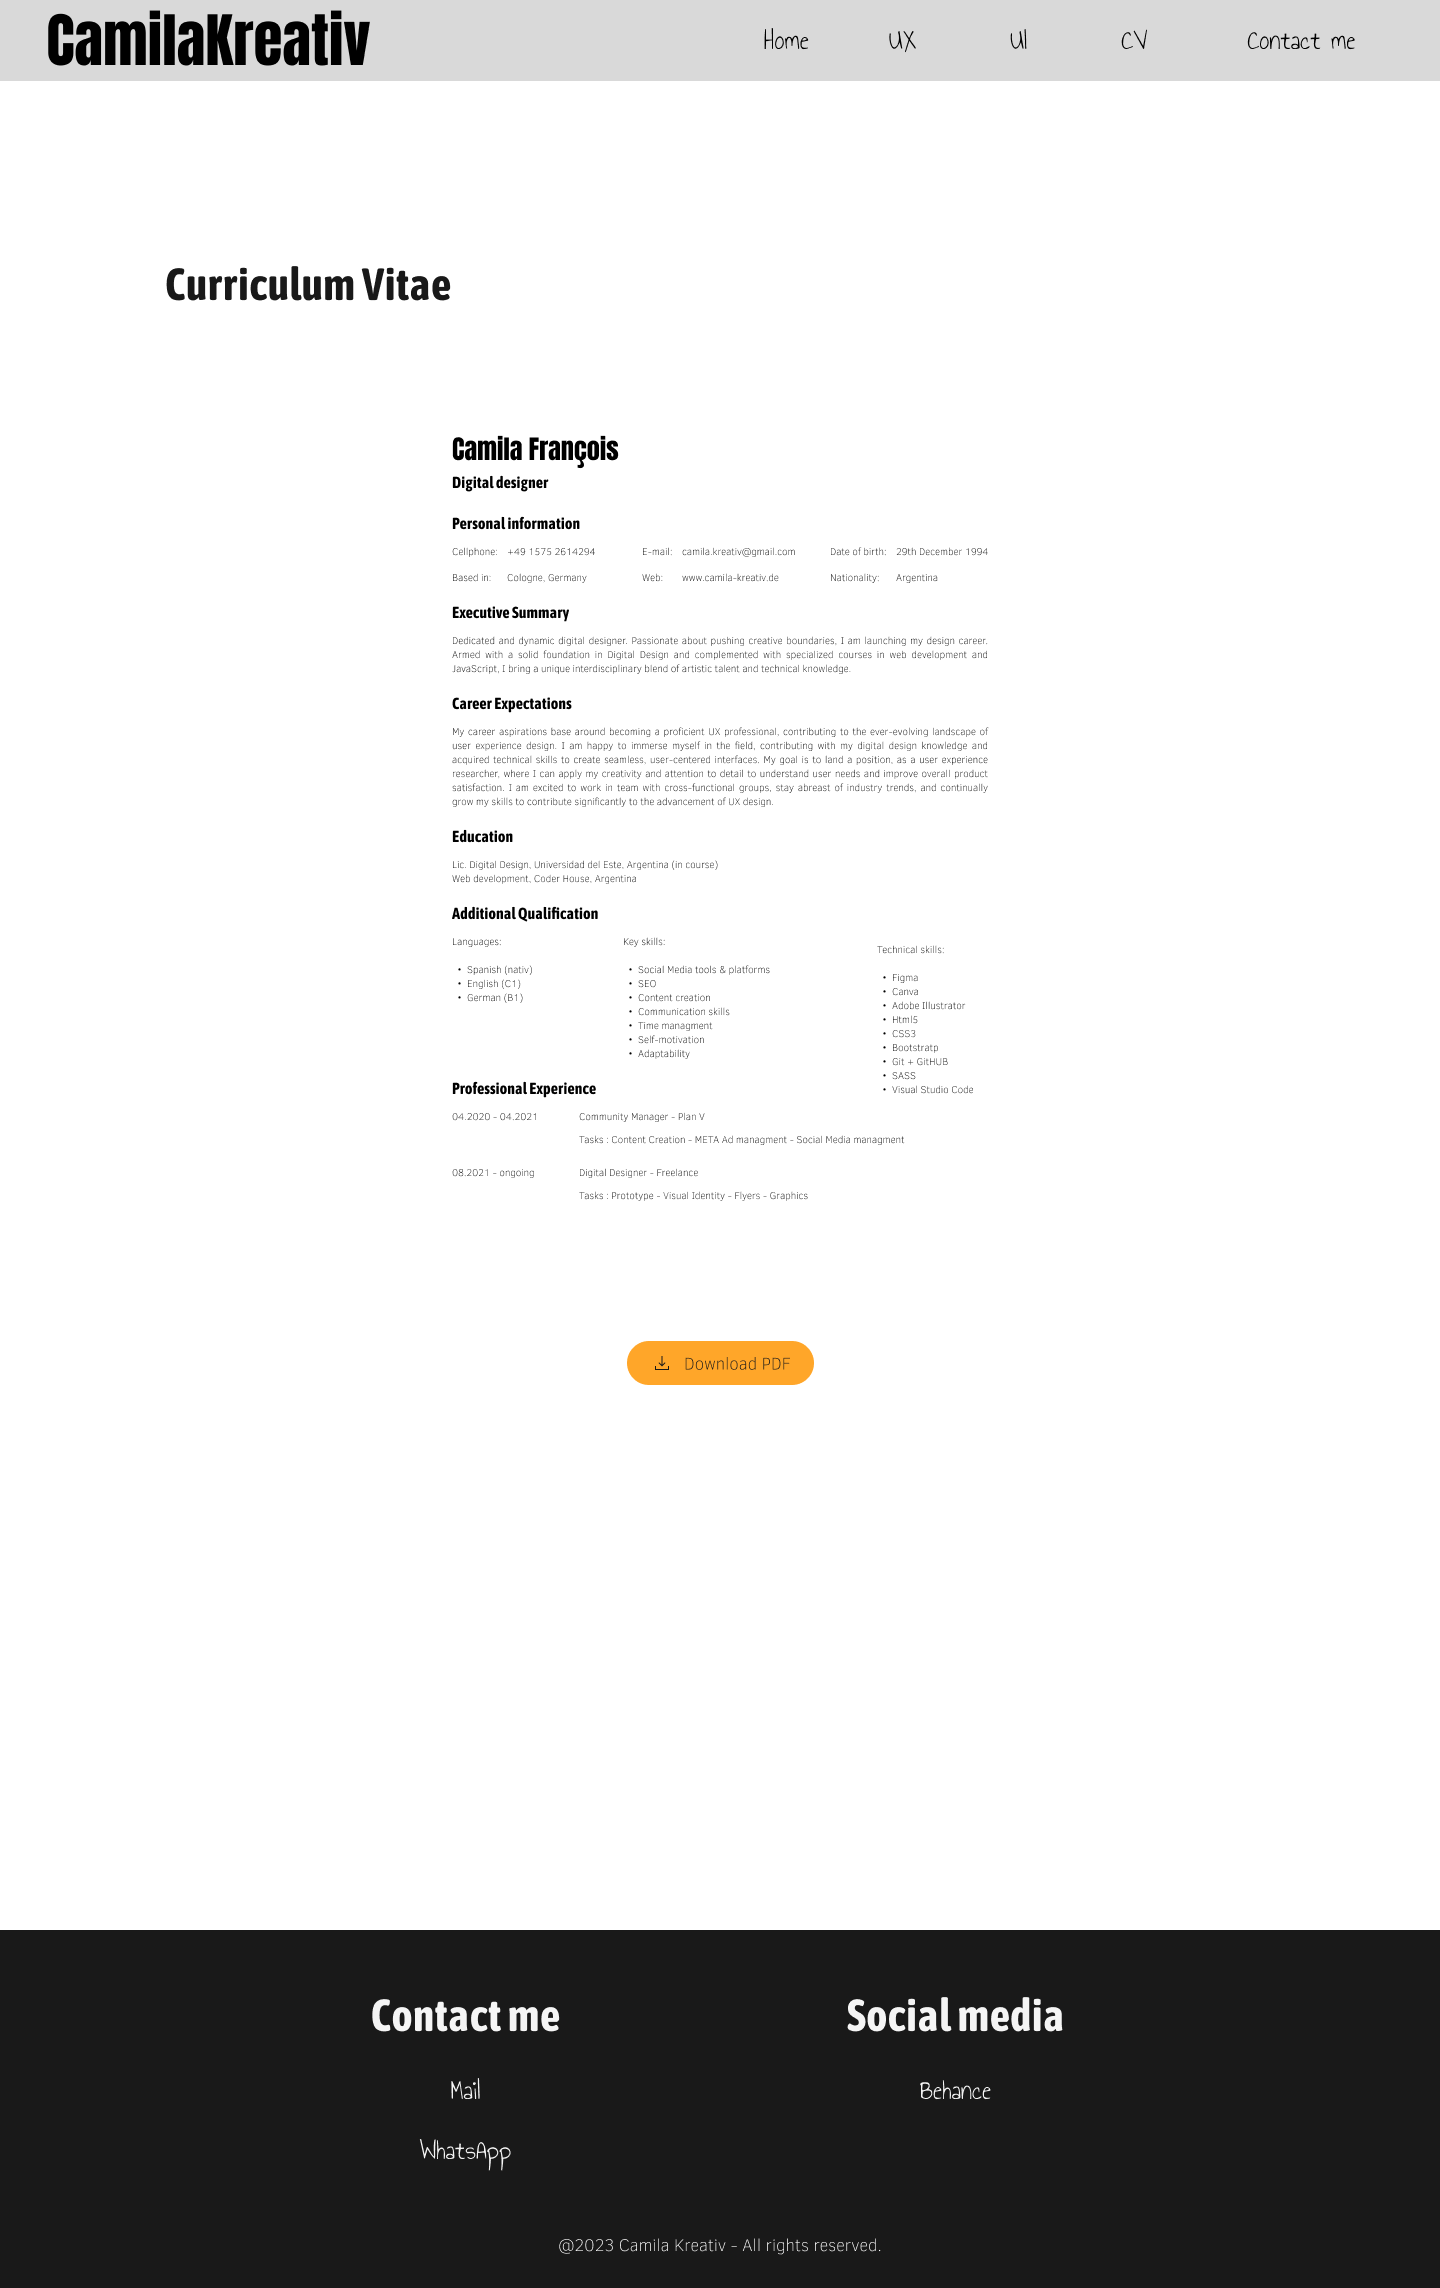 CamilaKreativ
Home UX UI CV Contact me
Curriculum Vitae
Camila François
Digital designer
Personal information
Cellphone: +49 1575 2614294 E-mail: camila.kreativ@gmail.com Date of birth: 29th December 1994
Based in: Cologne, Germany Web: www.camila-kreativ.de Nationality: Argentina
Executive Summary
Dedicated and dynamic digital designer. Passionate about pushing creative boundaries, I am launching my design career.
Armed with a solid foundation in Digital Design and complemented with specialized courses in web development and
JavaScript, I bring a unique interdisciplinary blend of artistic talent and technical knowledge.
Career Expectations
My career aspirations base around becoming a proficient UX professional, contributing to the ever-evolving landscape of
user experience design. I am happy to immerse myself in the field, contributing with my digital design knowledge and
acquired technical skills to create seamless, user-centered interfaces. My goal is to land a position, as a user experience
researcher, where I can apply my creativity and attention to detail to understand user needs and improve overall product
satisfaction. I am excited to work in team with cross-functional groups, stay abreast of industry trends, and continually
grow my skills to contribute significantly to the advancement of UX design.
Education
Lic. Digital Design, Universidad del Este, Argentina (in course)
Web development, Coder House, Argentina
Additional Qualification
Languages:
• Spanish (nativ)
• English (C1)
• German (B1)
Key skills:
• Social Media tools & platforms
• SEO
• Content creation
• Communication skills
• Time managment
• Self-motivation
• Adaptability
Technical skills:
• Figma
• Canva
• Adobe Illustrator
• Html5
• CSS3
• Bootstratp
• Git + GitHUB
• SASS
• Visual Studio Code
Professional Experience
04.2020 - 04.2021 Community Manager - Plan V
Tasks : Content Creation - META Ad managment - Social Media managment
08.2021 - ongoing Digital Designer - Freelance
Tasks : Prototype - Visual Identity - Flyers - Graphics
Download PDF
Contact me
Mail
WhatsApp
Social media
Behance
@2023 Camila Kreativ - All rights reserved.